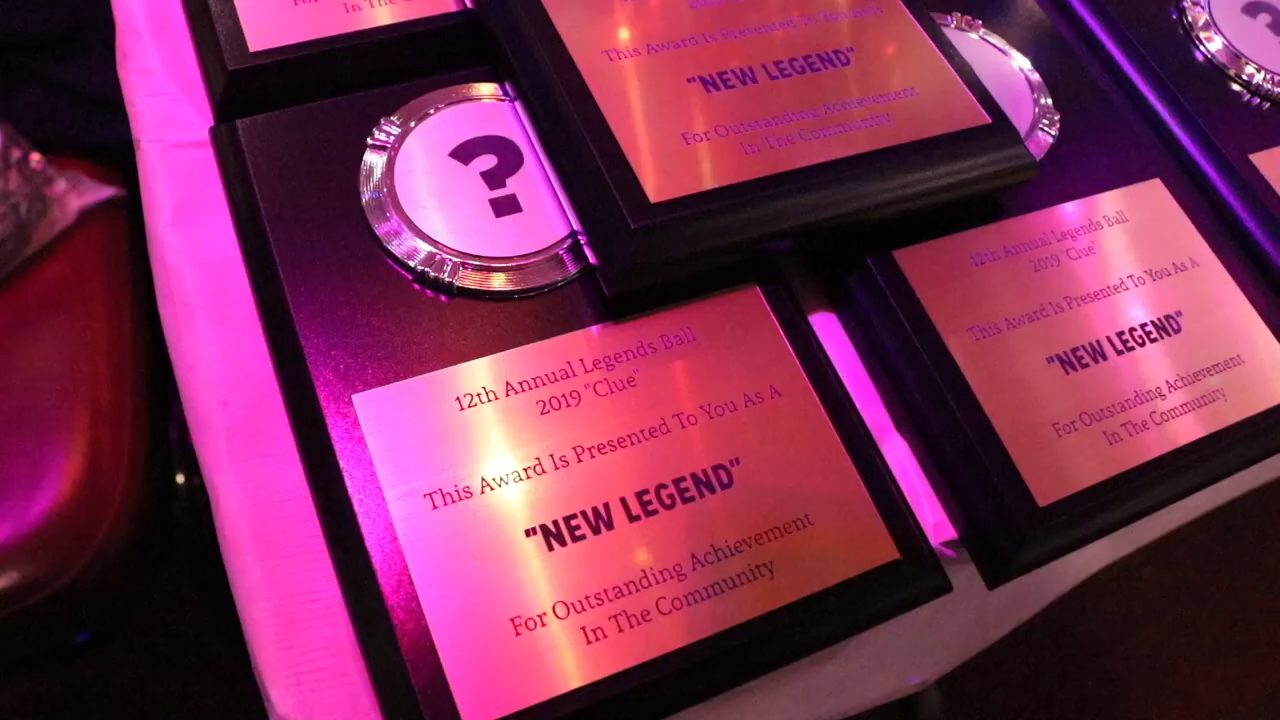 For
In The
This Award Is Presented To You As A
"NEW LEGEND"
For Outstanding Achievement
In The Community
?
12th Annual Legends Ball
2019 "Clue"
This Award Is Presented To You As A
"NEW LEGEND"
For Outstanding Achievement
In The Community
12th Annual Legends Ball
2019 "Clue"
This Award Is Presented To You As A
"NEW LEGEND"
For Outstanding Achievement
In The Community
?